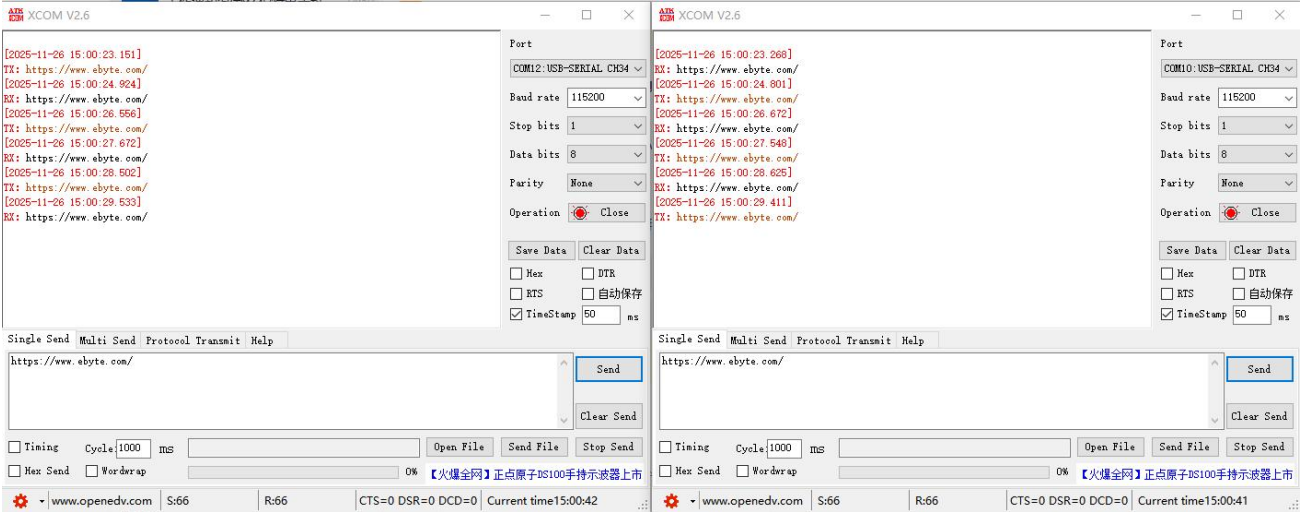 ATK XCOM XCOM V2.6
[2025-11-26 15:00:23.151]
TX: https://www.ebyte.com/
[2025-11-26 15:00:24.924]
RX: https://www.ebyte.com/
[2025-11-26 15:00:26.556]
TX: https://www.ebyte.com/
[2025-11-26 15:00:27.672]
RX: https://www.ebyte.com/
[2025-11-26 15:00:28.502]
TX: https://www.ebyte.com/
[2025-11-26 15:00:29.533]
RX: https://www.ebyte.com/
Port
COM12:USB-SERIAL CH34
Baud rate 115200
Stop bits 1
Data bits 8
Parity None
Operation Close
Save Data Clear Data
Hex DTR
RTS 自动保存
TimeStamp 50 ms
Single Send Multi Send Protocol Transmit Help
https://www.ebyte.com/
Send
Clear Send
Timing Cycle:1000 ms Open File Send File Stop Send
Hex Send Wordwrap 0% 【火爆全网】正点原子DS100手持示波器上市
www.openedv.com S:66 R:66 CTS=0 DSR=0 DCD=0 Current time15:00:42
ATK XCOM XCOM V2.6
[2025-11-26 15:00:23.268]
RX: https://www.ebyte.com/
[2025-11-26 15:00:24.801]
TX: https://www.ebyte.com/
[2025-11-26 15:00:26.672]
RX: https://www.ebyte.com/
[2025-11-26 15:00:27.548]
TX: https://www.ebyte.com/
[2025-11-26 15:00:28.625]
RX: https://www.ebyte.com/
[2025-11-26 15:00:29.411]
TX: https://www.ebyte.com/
Port
COM10:USB-SERIAL CH34
Baud rate 115200
Stop bits 1
Data bits 8
Parity None
Operation Close
Save Data Clear Data
Hex DTR
RTS 自动保存
TimeStamp 50 ms
Single Send Multi Send Protocol Transmit Help
https://www.ebyte.com/
Send
Clear Send
Timing Cycle:1000 ms Open File Send File Stop Send
Hex Send Wordwrap 0% 【火爆全网】正点原子DS100手持示波器上市
www.openedv.com S:66 R:66 CTS=0 DSR=0 DCD=0 Current time15:00:41